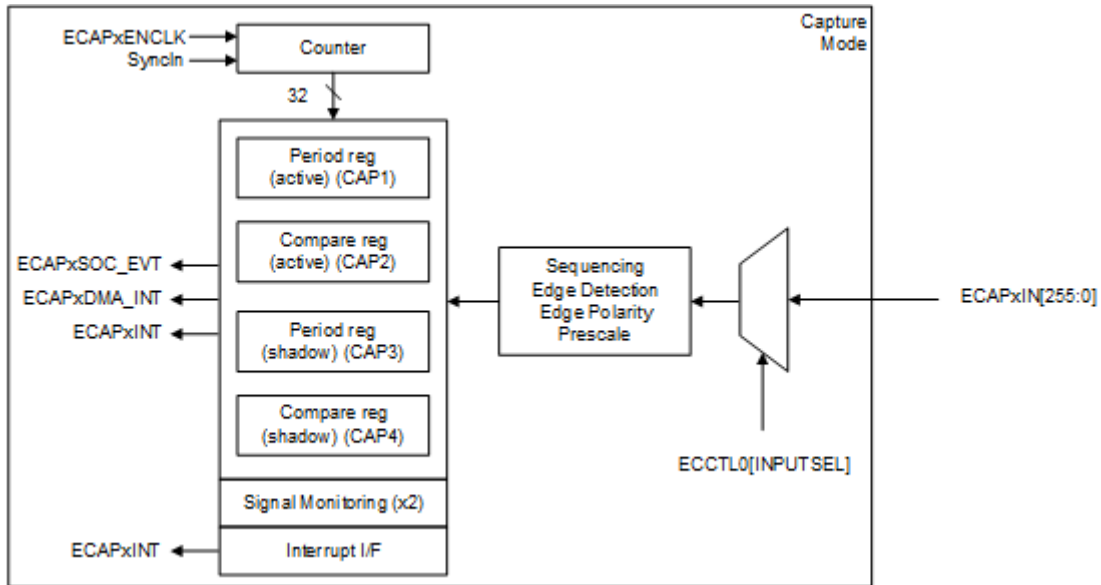 Capture
Mode
ECAPxENCLK
SyncIn
Counter
32
Period reg
(active) (CAP1)
Compare reg
(active) (CAP2)
ECAPxSOC_EVT
ECAPxDMA_INT
ECAPxINT
Period reg
(shadow) (CAP3)
Compare reg
(shadow) (CAP4)
Signal Monitoring (x2)
ECAPxINT
Interrupt I/F
Sequencing
Edge Detection
Edge Polarity
Prescale
ECAPxIN[255:0]
ECCTL0[INPUTSEL]